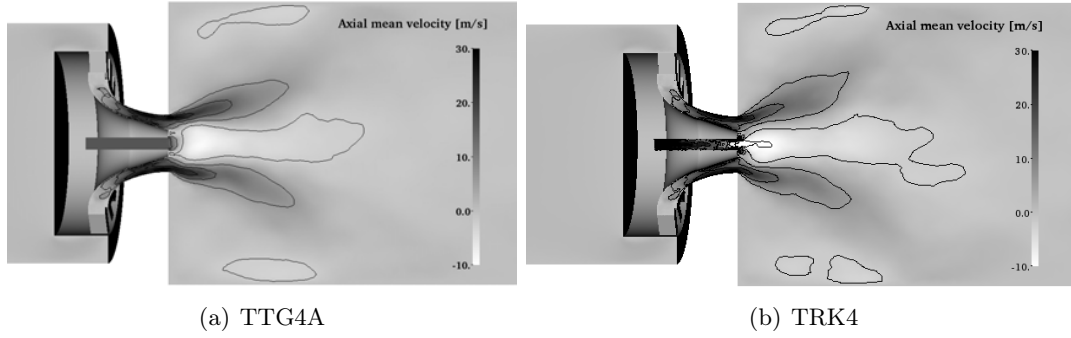 Axial mean velocity [m/s]
30.
20.
10.
0.0
-10.
(a) TTG4A
Axial mean velocity [m/s]
30.
20.
10.
0.0
-10.
(b) TRK4